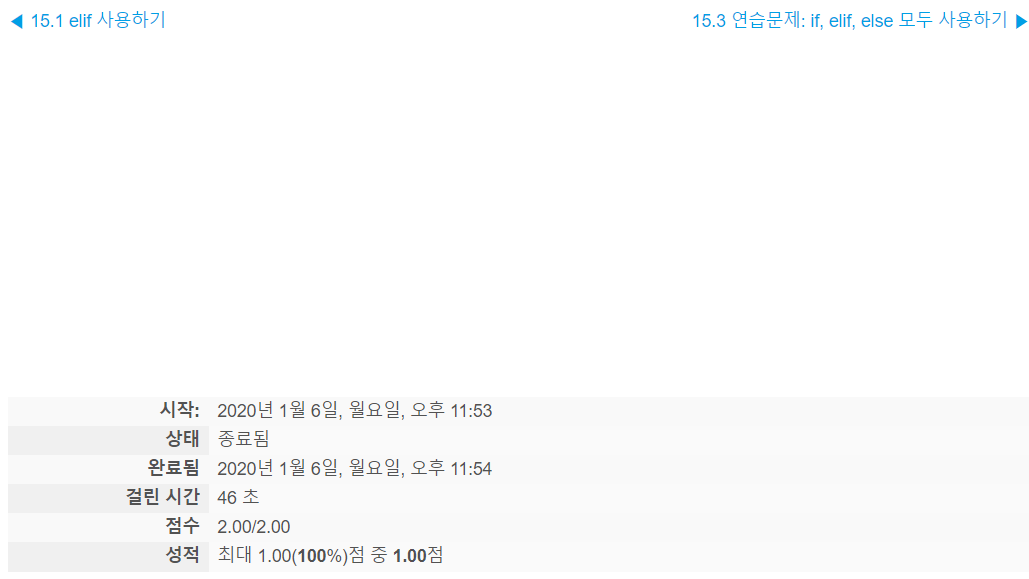 ◀ 15.1 elif 사용하기
15.3 연습문제: if, elif, else 모두 사용하기 ▶
시작: 2020년 1월 6일, 월요일, 오후 11:53
상태 종료됨
완료됨 2020년 1월 6일, 월요일, 오후 11:54
걸린 시간 46 초
점수 2.00/2.00
성적 최대 1.00(100%)점 중 1.00점